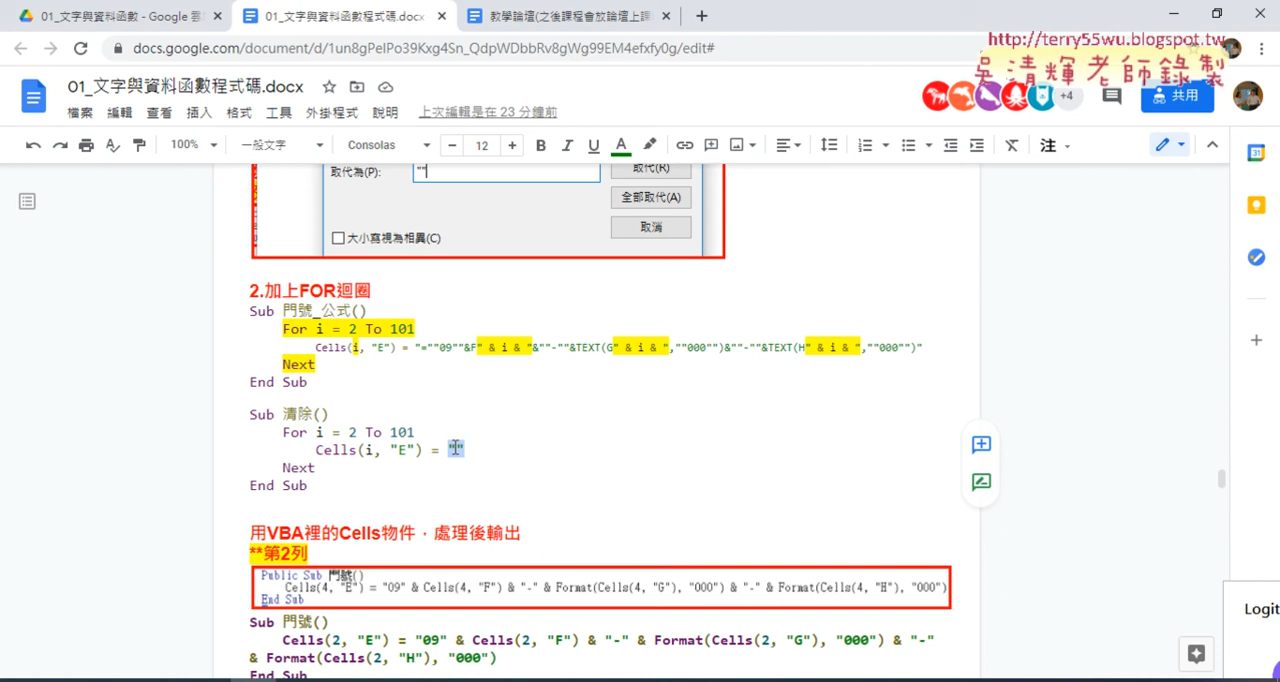 01_文字與資料函數 - Google 雲
01_文字與資料函數程式碼.docx
教學論壇(之後課程會放論壇上課
docs.google.com/document/d/1un8gPelPo39Kxg4Sn_QdpWDbbRv8gWg99EM4efxfy0g/edit#
http://terry55wu.blogspot.tw
吳清輝老師錄製
01_文字與資料函數程式碼.docx
檔案 編輯 查看 插入 格式 工具 外掛程式 說明 上次編輯是在 23 分鐘前
+4
共用
100% 一般文字 Consolas 12 B I U A 注
取代為(P): "" 取代(R)
全部取代(A)
取消
大小寫視為相異(C)
2.加上FOR迴圈
Sub 門號_公式()
For i = 2 To 101
Cells(i, "E") = "=""09""&F" & i & "&""-""&TEXT(G" & i & ",""000"")&""-""&TEXT(H" & i & ",""000"")"
Next
End Sub
Sub 清除()
For i = 2 To 101
Cells(i, "E") = ""
Next
End Sub
用VBA裡的Cells物件，處理後輸出
**第2列
Public Sub 門號()
Cells(4, "E") = "09" & Cells(4, "F") & "-" & Format(Cells(4, "G"), "000") & "-" & Format(Cells(4, "H"), "000")
End Sub
Sub 門號()
Cells(2, "E") = "09" & Cells(2, "F") & "-" & Format(Cells(2, "G"), "000") & "-"
& Format(Cells(2, "H"), "000")
End Sub
Logit